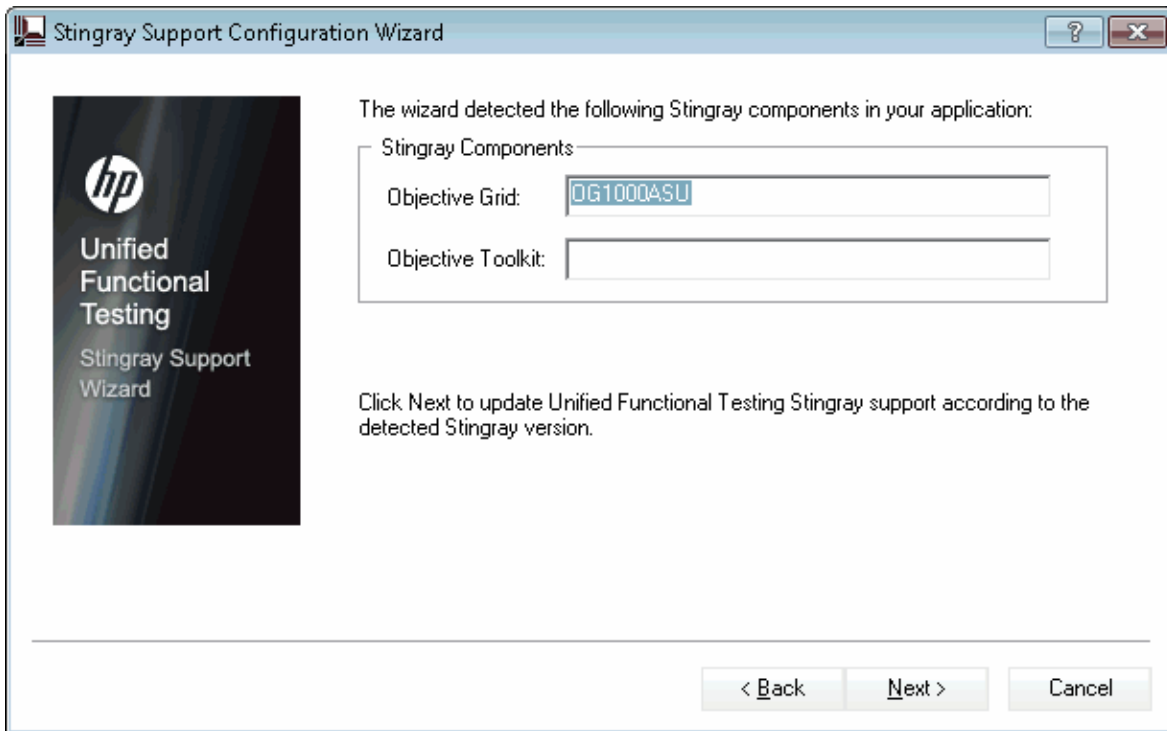 Stingray Support Configuration Wizard
?
hp
Unified
Functional
Testing
Stingray Support
Wizard
The wizard detected the following Stingray components in your application:
Stingray Components
Objective Grid:
OG1000ASU
Objective Toolkit:
Click Next to update Unified Functional Testing Stingray support according to the
detected Stingray version.
< Back
Next >
Cancel